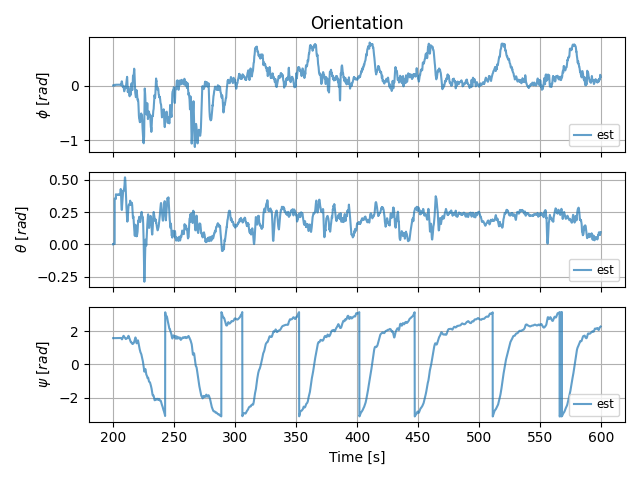 Orientation
ϕ [rad]
0
−1
est
θ [rad]
0.50
0.25
0.00
−0.25
est
ψ [rad]
2
0
−2
est
200 250 300 350 400 450 500 550 600
Time [s]